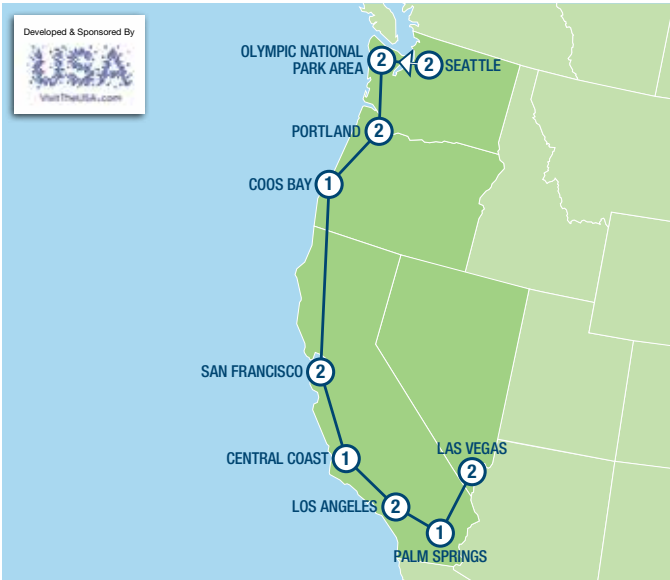 Developed & Sponsored By
USA
VisitTheUSA.com
OLYMPIC NATIONAL
PARK AREA
2
2
SEATTLE
PORTLAND
2
COOS BAY
1
SAN FRANCISCO
2
CENTRAL COAST
1
LAS VEGAS
2
LOS ANGELES
2
1
PALM SPRINGS